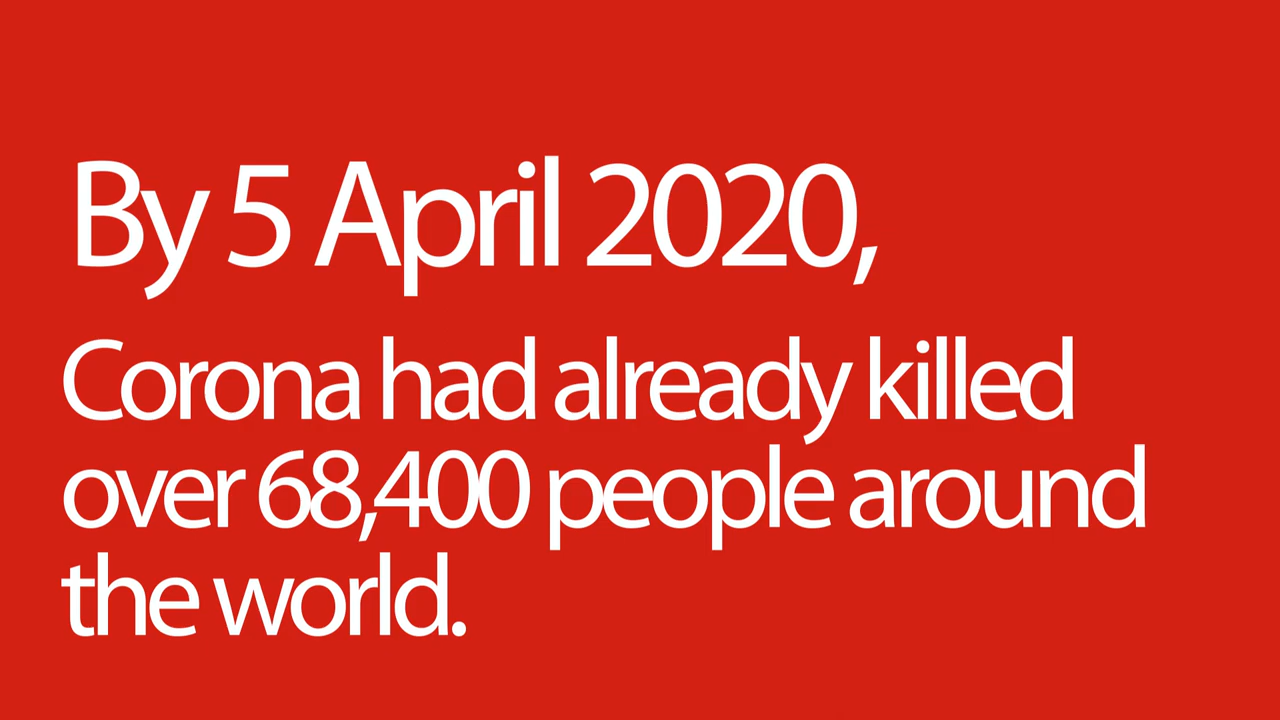 By 5 April 2020,
Corona had already killed
over 68,400 people around
the world.